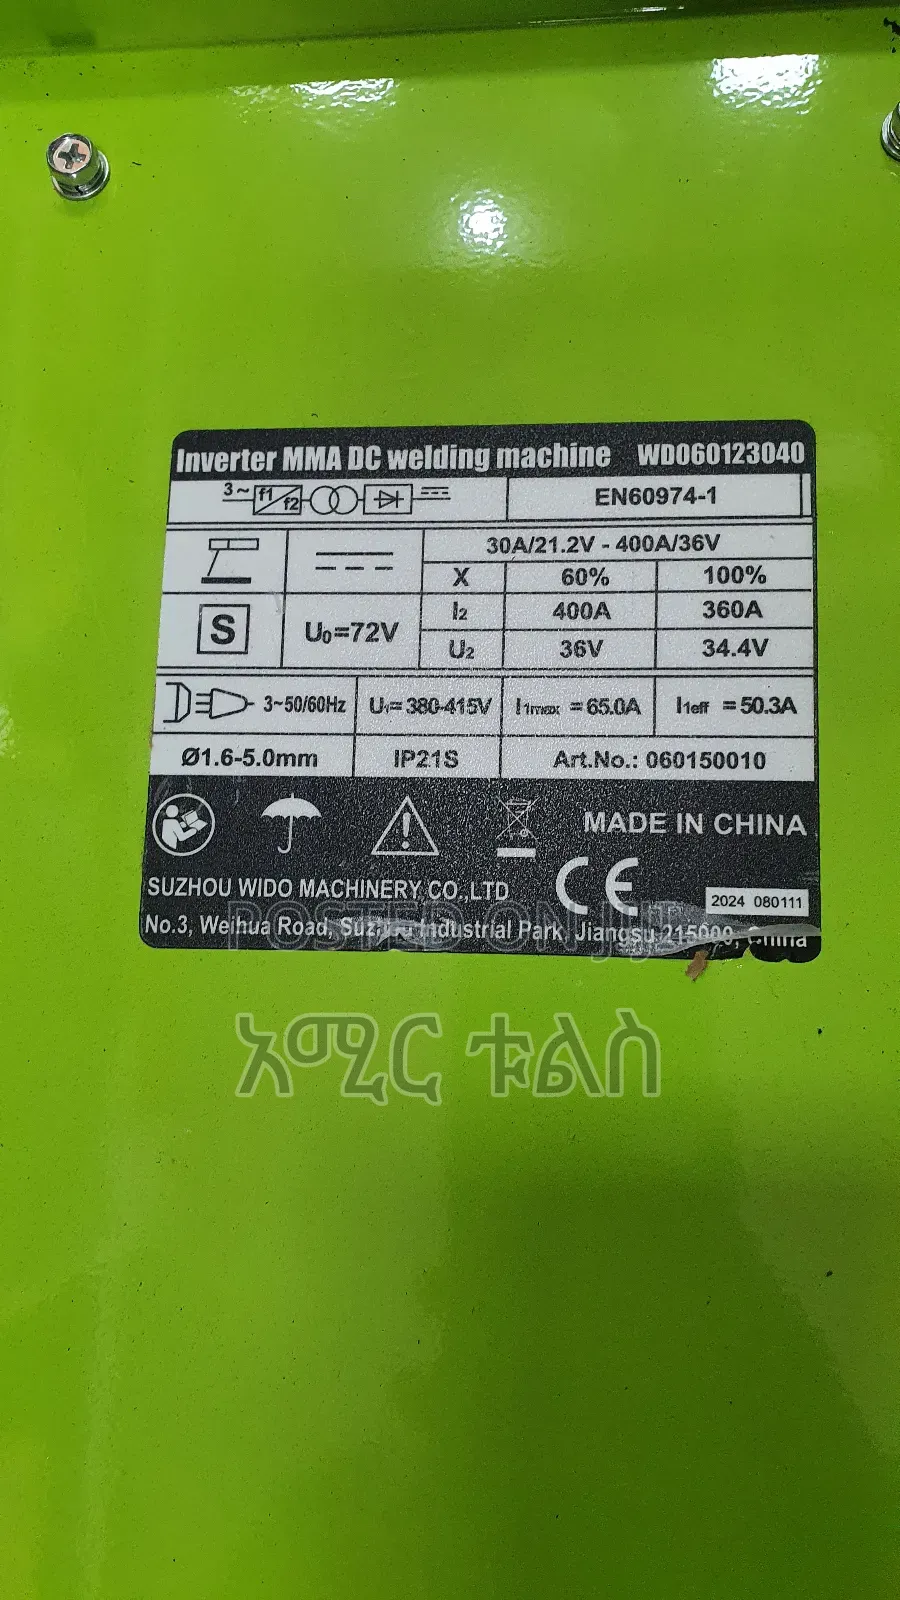 Inverter MMA DC welding machine WD060123040
3~ f1 f2 EN60974-1
30A/21.2V - 400A/36V
X 60% 100%
S U₀=72V I₂ 400A 360A
U₂ 36V 34.4V
3~50/60Hz U₁=380-415V I₁max =65.0A I₁eff =50.3A
Ø1.6-5.0mm IP21S Art.No.: 060150010
MADE IN CHINA
SUZHOU WIDO MACHINERY CO.,LTD CE 2024 080111
No.3, Weihua Road, Suzhou Industrial Park, Jiangsu 215000, China
POSTED ON JIJI
አሚር ቱልስ